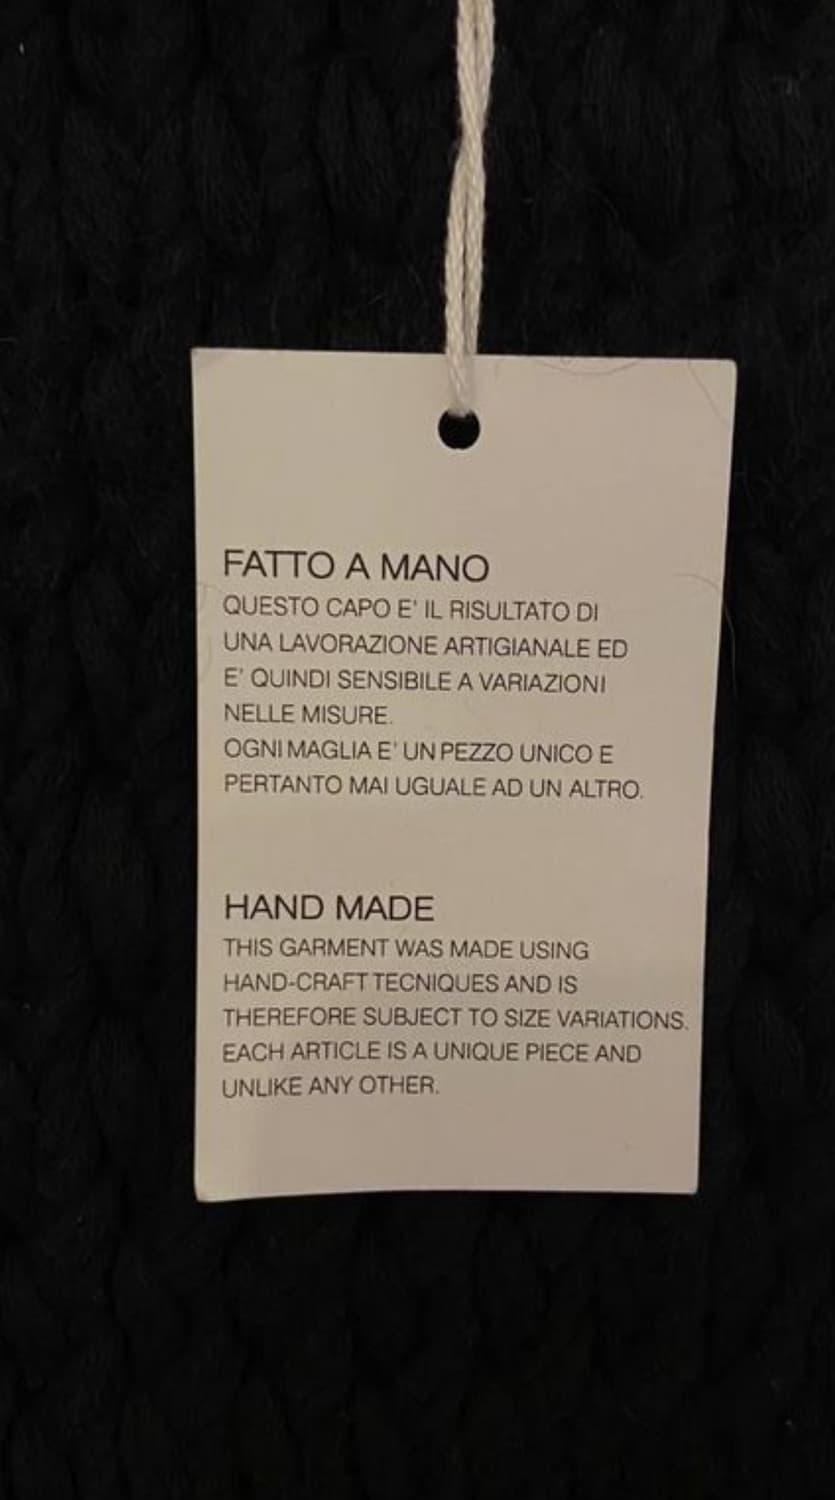 FATTO A MANO
QUESTO CAPO E' IL RISULTATO DI
UNA LAVORAZIONE ARTIGIANALE ED
E' QUINDI SENSIBILE A VARIAZIONI
NELLE MISURE.
OGNI MAGLIA E' UN PEZZO UNICO E
PERTANTO MAI UGUALE AD UN ALTRO.
HAND MADE
THIS GARMENT WAS MADE USING
HAND-CRAFT TECNIQUES AND IS
THEREFORE SUBJECT TO SIZE VARIATIONS.
EACH ARTICLE IS A UNIQUE PIECE AND
UNLIKE ANY OTHER.